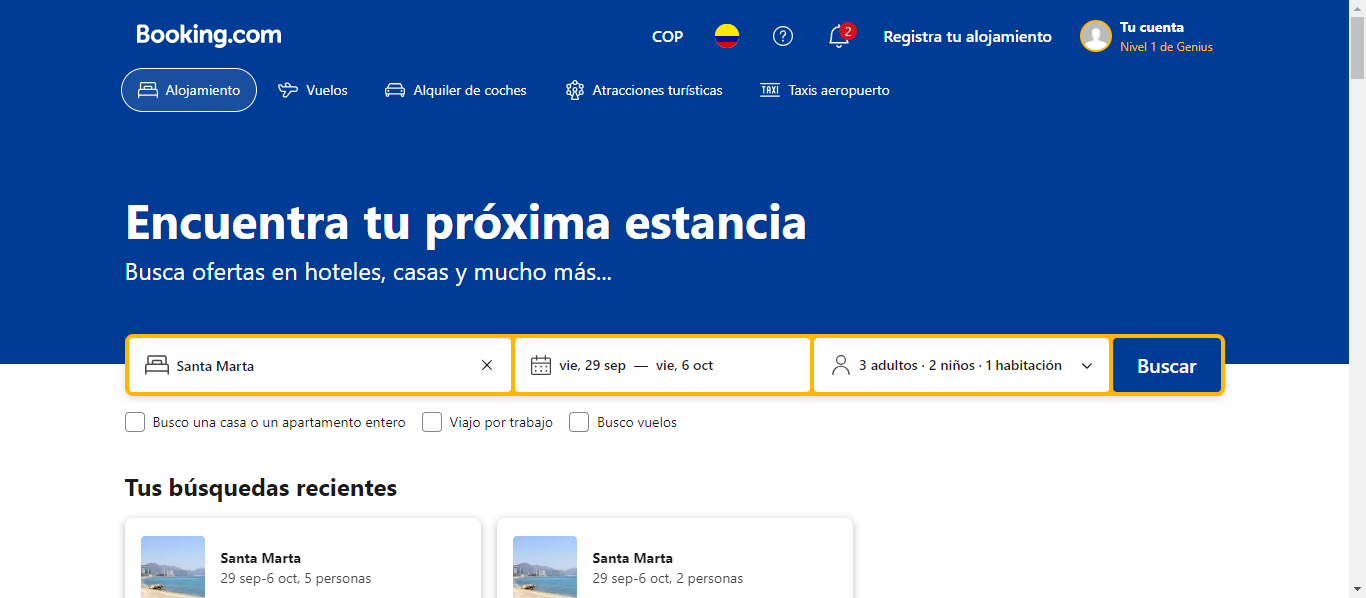 Booking.com
COP
2
Registra tu alojamiento
Tu cuenta
Nivel 1 de Genius
Alojamiento
Vuelos
Alquiler de coches
Atracciones turísticas
TAXI
Taxis aeropuerto
Encuentra tu próxima estancia
Busca ofertas en hoteles, casas y mucho más...
Santa Marta
vie, 29 sep — vie, 6 oct
3 adultos · 2 niños · 1 habitación
Buscar
Busco una casa o un apartamento entero
Viajo por trabajo
Busco vuelos
Tus búsquedas recientes
Santa Marta
29 sep-6 oct, 5 personas
Santa Marta
29 sep-6 oct, 2 personas